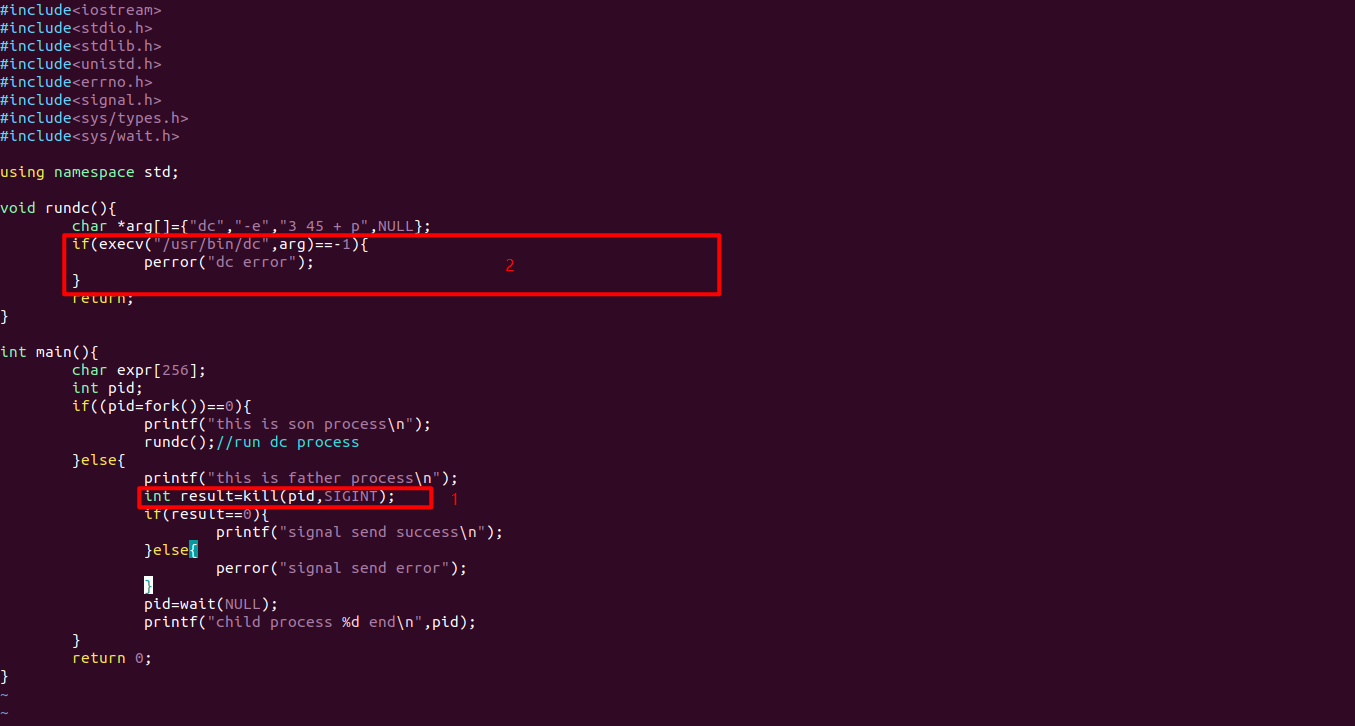 #include<iostream>
#include<stdio.h>
#include<stdlib.h>
#include<unistd.h>
#include<errno.h>
#include<signal.h>
#include<sys/types.h>
#include<sys/wait.h>

using namespace std;

void rundc(){
        char *arg[]={"dc","-e","3 45 + p",NULL};
        if(execv("/usr/bin/dc",arg)==-1){
                perror("dc error"); 2
        }
        return;
}

int main(){
        char expr[256];
        int pid;
        if((pid=fork())==0){
                printf("this is son process\n");
                rundc();//run dc process
        }else{
                printf("this is father process\n");
                int result=kill(pid,SIGINT); 1
                if(result==0){
                        printf("signal send success\n");
                }else{
                        perror("signal send error");
                }
                pid=wait(NULL);
                printf("child process %d end\n",pid);
        }
        return 0;
}
~
~